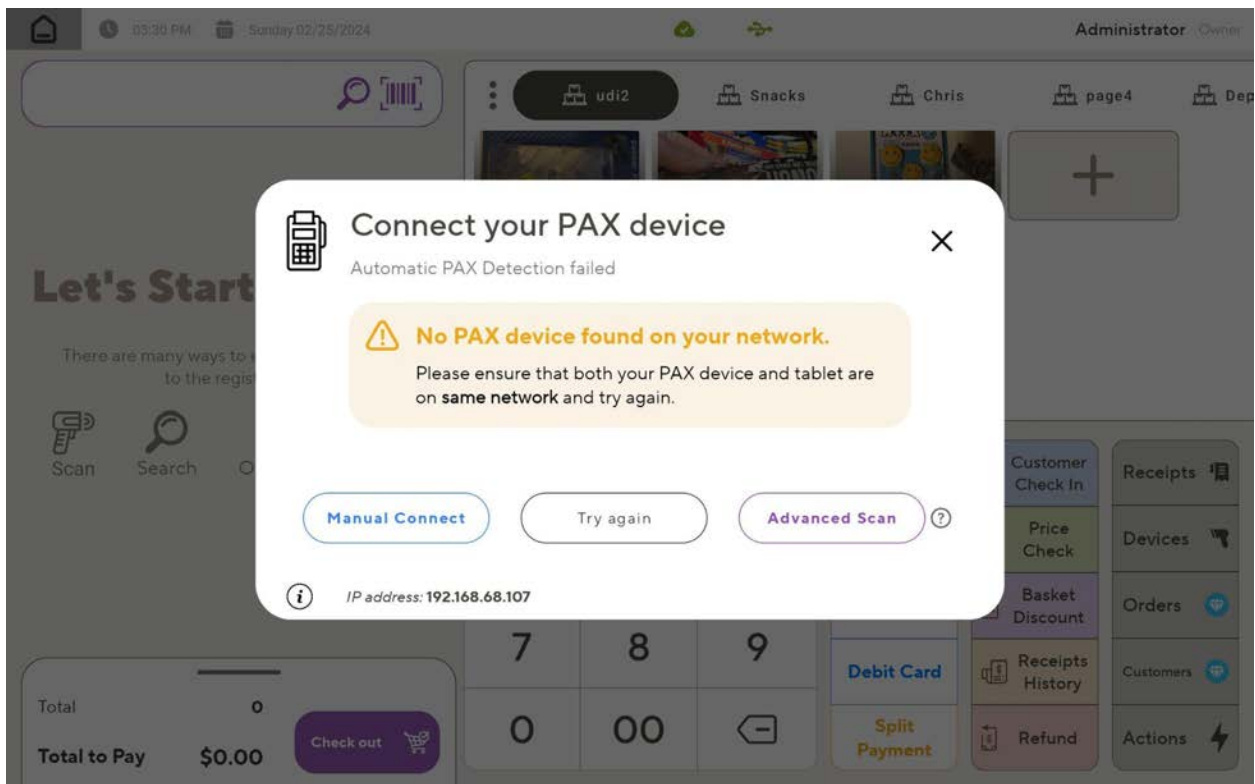 03:30 PM Sunday 02/25/2024
Administrator Owner
udi2
Snacks
Chris
page4
Dep
Connect your PAX device
Automatic PAX Detection failed
No PAX device found on your network.
Please ensure that both your PAX device and tablet are
on same network and try again.
Manual Connect
Try again
Advanced Scan
?
i
IP address: 192.168.68.107
Let's Start
There are many ways to
to the regis
Scan
Search
O
Customer
Check In
Price
Check
Basket
Discount
Receipts
History
Refund
Receipts
Devices
Orders
Customers
Actions
7
8
9
0
00
Debit Card
Split
Payment
Total 0
Total to Pay $0.00
Check out